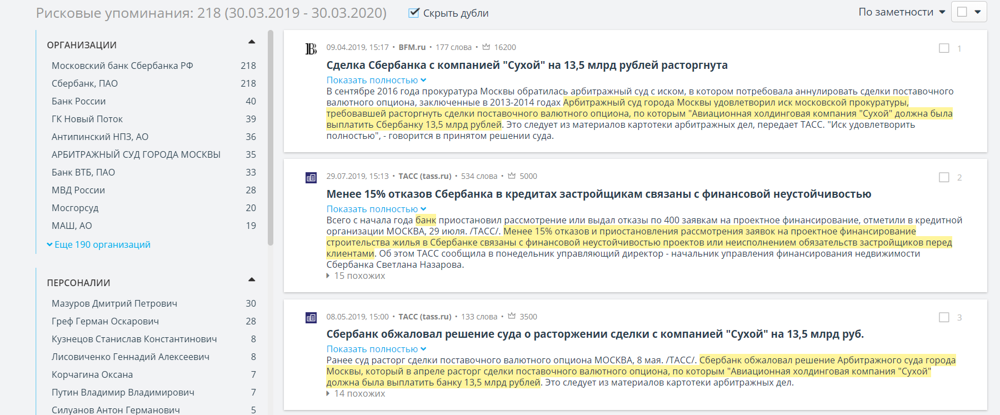 Рисковые упоминания: 218 (30.03.2019 - 30.03.2020)
Скрыть дубли
По заметности
ОРГАНИЗАЦИИ
Московский банк Сбербанка РФ 218
Сбербанк, ПАО 218
Банк России 40
ГК Новый Поток 39
Антипинский НПЗ, АО 36
АРБИТРАЖНЫЙ СУД ГОРОДА МОСКВЫ 35
Банк ВТБ, ПАО 33
МВД России 28
Мосгорсуд 20
МАШ, АО 19
Еще 190 организаций
ПЕРСОНАЛИИ
Мазуров Дмитрий Петрович 30
Греф Герман Оскарович 28
Кузнецов Станислав Константинович 8
Лисовиченко Геннадий Алексеевич 8
Корчагина Оксана 7
Путин Владимир Владимирович 7
Силуанов Антон Германович 5
B 09.04.2019, 15:17 • BFM.ru • 177 слова • 16200 1
Сделка Сбербанка с компанией "Сухой" на 13,5 млрд рублей расторгнута
Показать полностью
В сентябре 2016 года прокуратура Москвы обратилась арбитражный суд с иском, в котором потребовала аннулировать сделки поставочного
валютного опциона, заключенные в 2013-2014 годах Арбитражный суд города Москвы удовлетворил иск московской прокуратуры,
требовавшей расторгнуть сделки поставочного валютного опциона, по которым "Авиационная холдинговая компания "Сухой" должна была
выплатить Сбербанку 13,5 млрд рублей. Это следует из материалов картотеки арбитражных дел, передает ТАСС. "Иск удовлетворить
полностью", - говорится в принятом решении суда.
29.07.2019, 15:13 • ТАСС (tass.ru) • 534 слова • 5000 2
Менее 15% отказов Сбербанка в кредитах застройщикам связаны с финансовой неустойчивостью
Показать полностью
Всего с начала года банк приостановил рассмотрение или выдал отказы по 400 заявкам на проектное финансирование, отметили в кредитной
организации МОСКВА, 29 июля. /ТАСС/. Менее 15% отказов и приостановления рассмотрения заявок на проектное финансирование
строительства жилья в Сбербанке связаны с финансовой неустойчивостью проектов или неисполнением обязательств застройщиков перед
клиентами. Об этом ТАСС сообщила в понедельник управляющий директор - начальник управления финансирования недвижимости
Сбербанка Светлана Назарова.
15 похожих
08.05.2019, 15:00 • ТАСС (tass.ru) • 133 слова • 3500 3
Сбербанк обжаловал решение суда о расторжении сделки с компанией "Сухой" на 13,5 млрд руб.
Показать полностью
Ранее суд расторг сделки поставочного валютного опциона МОСКВА, 8 мая. /ТАСС/. Сбербанк обжаловал решение Арбитражного суда города
Москвы, который в апреле расторг сделки поставочного валютного опциона, по которым "Авиационная холдинговая компания "Сухой"
должна была выплатить банку 13,5 млрд рублей. Это следует из материалов картотеки арбитражных дел.
14 похожих